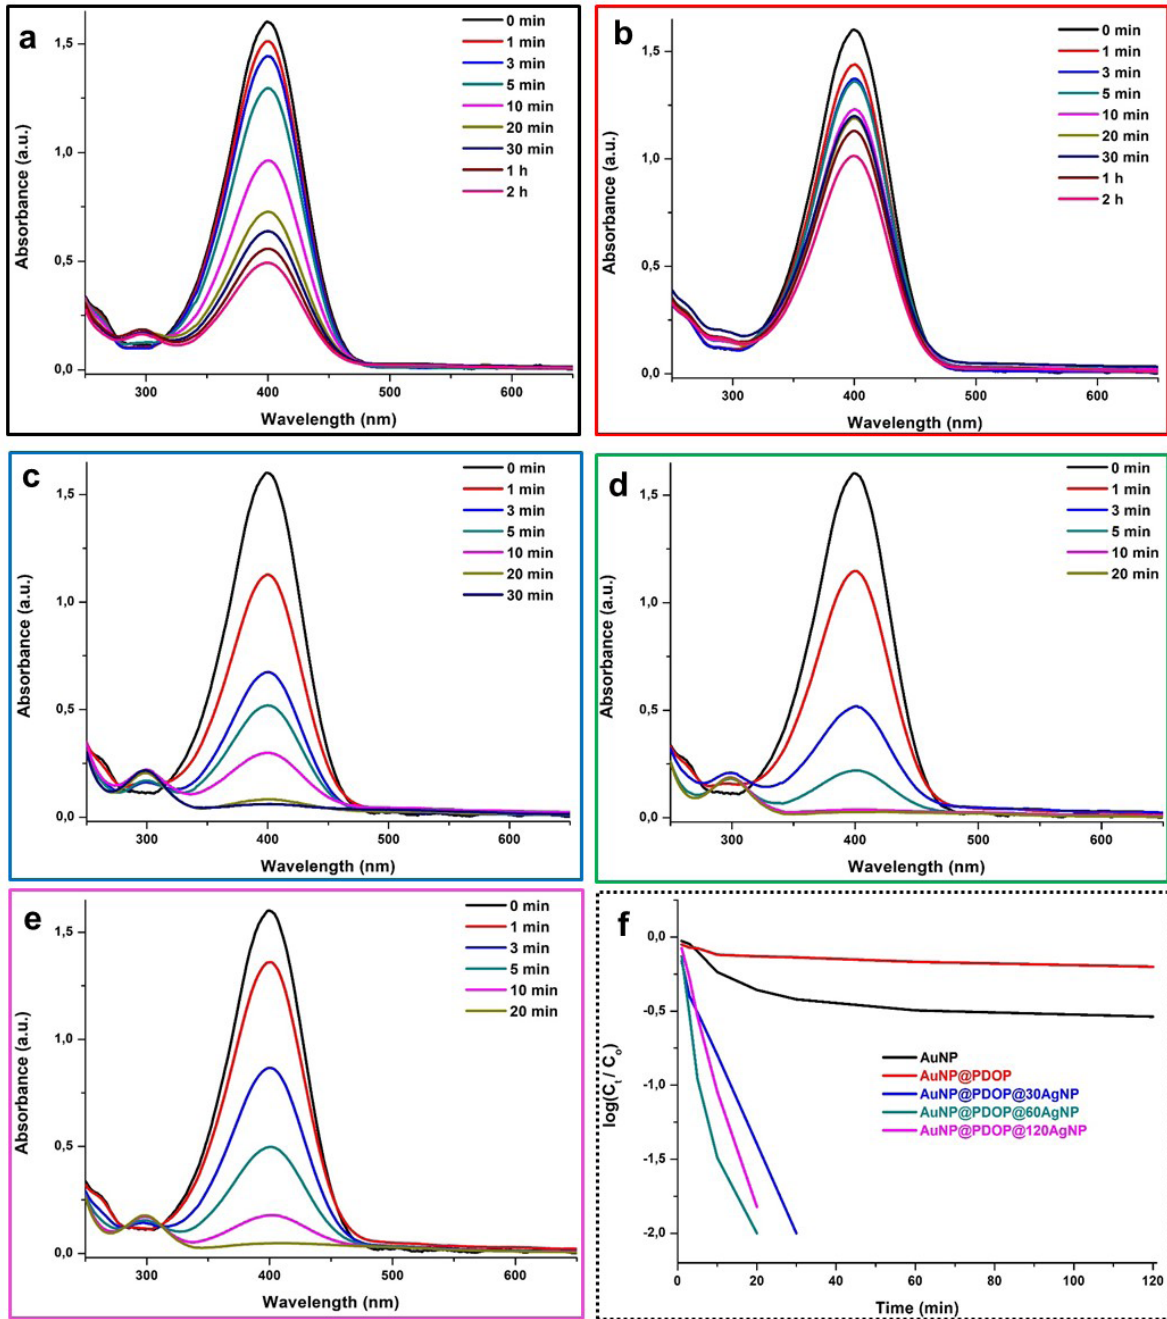 a
0 min
1 min
3 min
5 min
10 min
20 min
30 min
1 h
2 h
1,5
1,0
0,5
0,0
300
400
500
600
Absorbance (a.u.)
Wavelength (nm)
b
0 min
1 min
3 min
5 min
10 min
20 min
30 min
1 h
2 h
1,5
1,0
0,5
0,0
300
400
500
600
Absorbance (a.u.)
Wavelength (nm)
c
0 min
1 min
3 min
5 min
10 min
20 min
30 min
1,5
1,0
0,5
0,0
300
400
500
600
Absorbance (a.u.)
Wavelength (nm)
d
0 min
1 min
3 min
5 min
10 min
20 min
1,5
1,0
0,5
0,0
300
400
500
600
Absorbance (a.u.)
Wavelength (nm)
e
0 min
1 min
3 min
5 min
10 min
20 min
1,5
1,0
0,5
0,0
300
400
500
600
Absorbance (a.u.)
Wavelength (nm)
f
0,0
-0,5
-1,0
-1,5
-2,0
0
20
40
60
80
100
120
log(Ct / Co)
Time (min)
AuNP
AuNP@PDOP
AuNP@PDOP@30AgNP
AuNP@PDOP@60AgNP
AuNP@PDOP@120AgNP